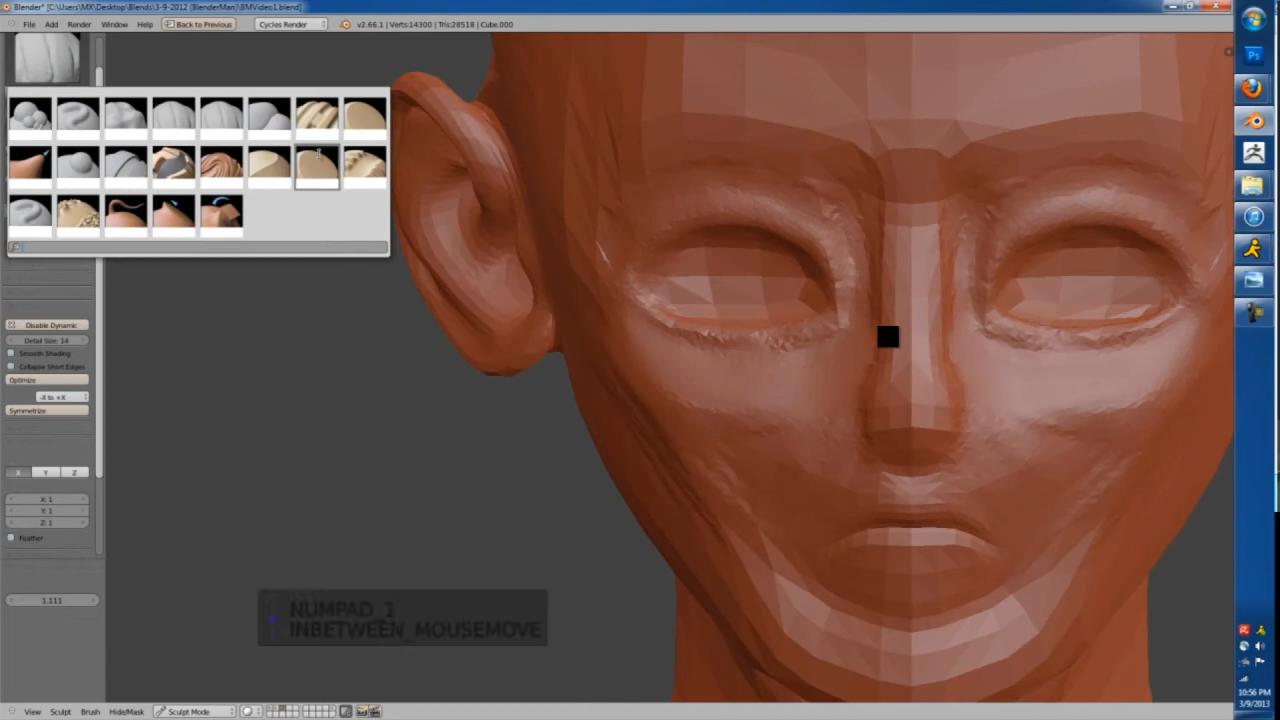 Blender* [C:\Users\MX\Desktop\Blends\3-9-2012 (BlenderMan)\BMVideo1.blend]
File Add Render Window Help Back to Previous Cycles Render v2.66.1 | Verts:14300 | Tris:28518 | Cube.000
Disable Dynamic
Detail Size: 14
Smooth Shading
Collapse Short Edges
Optimize
-X to +X
Symmetrize
X Y Z
X: 1
Y: 1
Z: 1
Feather
1.111
NUMPAD_1
INBETWEEN_MOUSEMOVE
View Sculpt Brush Hide/Mask Sculpt Mode
Ps
10:56 PM
3/9/2013